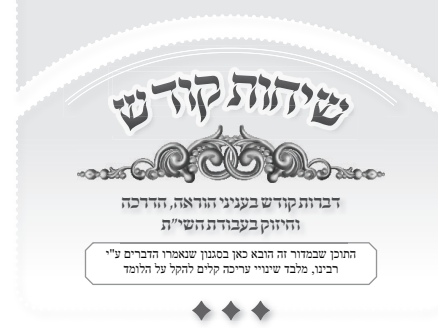 שיחות קודש
דברות קודש בעניני הוראה, הדרכה
וחיזוק בעבודת השי"ת
התוכן שבמדור זה הובא כאן בסגנון שנאמרו הדברים ע"י
רבינו, מלבד שינויי עריכה קלים להקל על הלומד